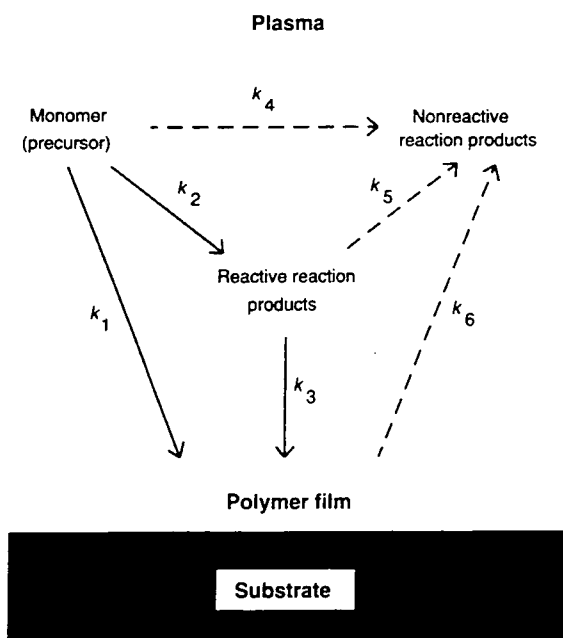 Plasma
k4
Monomer
(precursor)
Nonreactive
reaction products
k2
k5
Reactive reaction
products
k1
k6
k3
Polymer film
Substrate